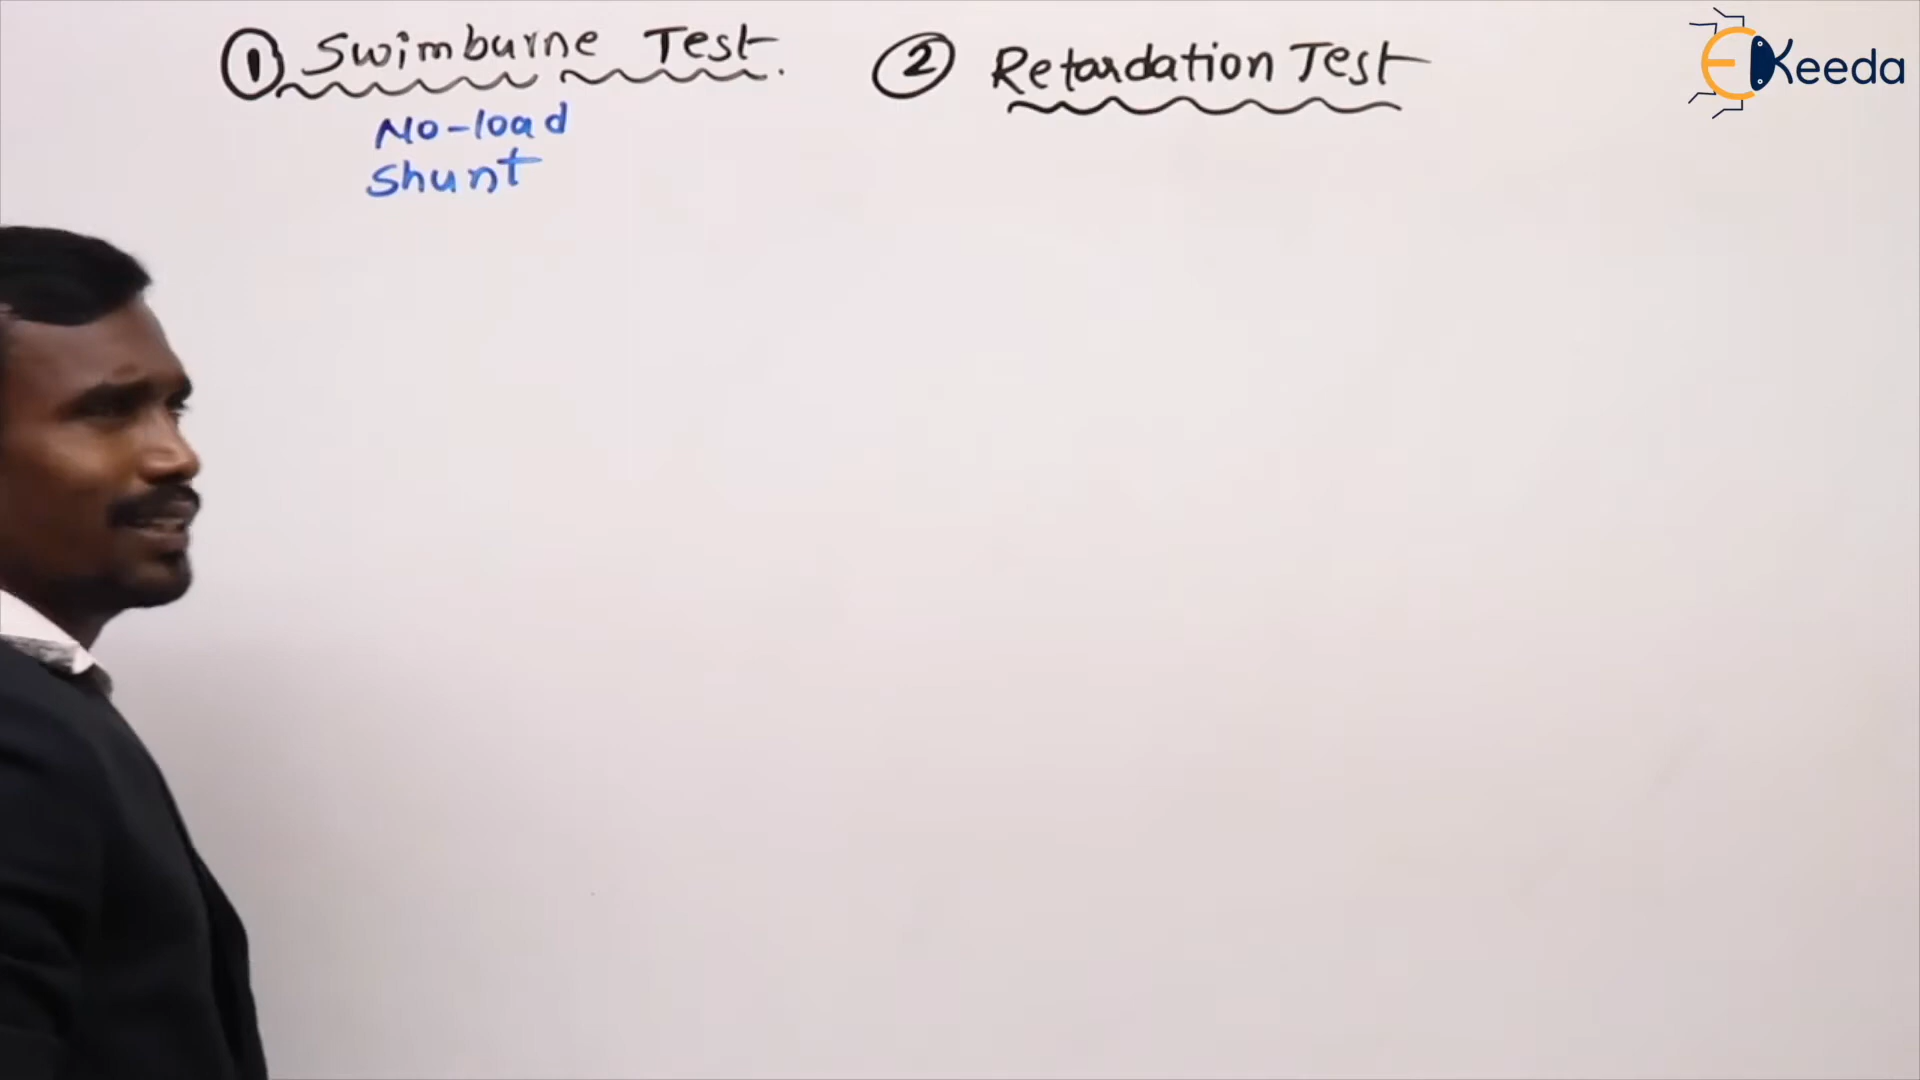 ① Swimburne Test.
No-load
Shunt
② Retardation Test
EKeeda